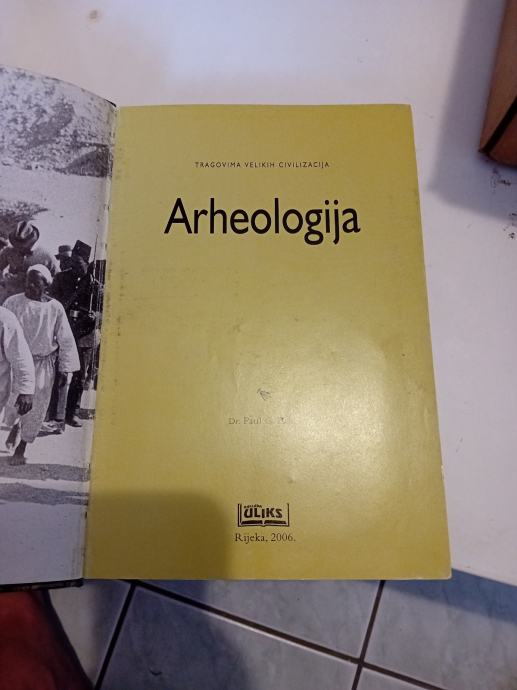 TRAGOVIMA VELIKIH CIVILIZACIJA
Arheologija
Dr. Paul G.
ULIKS
Rijeka, 2006.